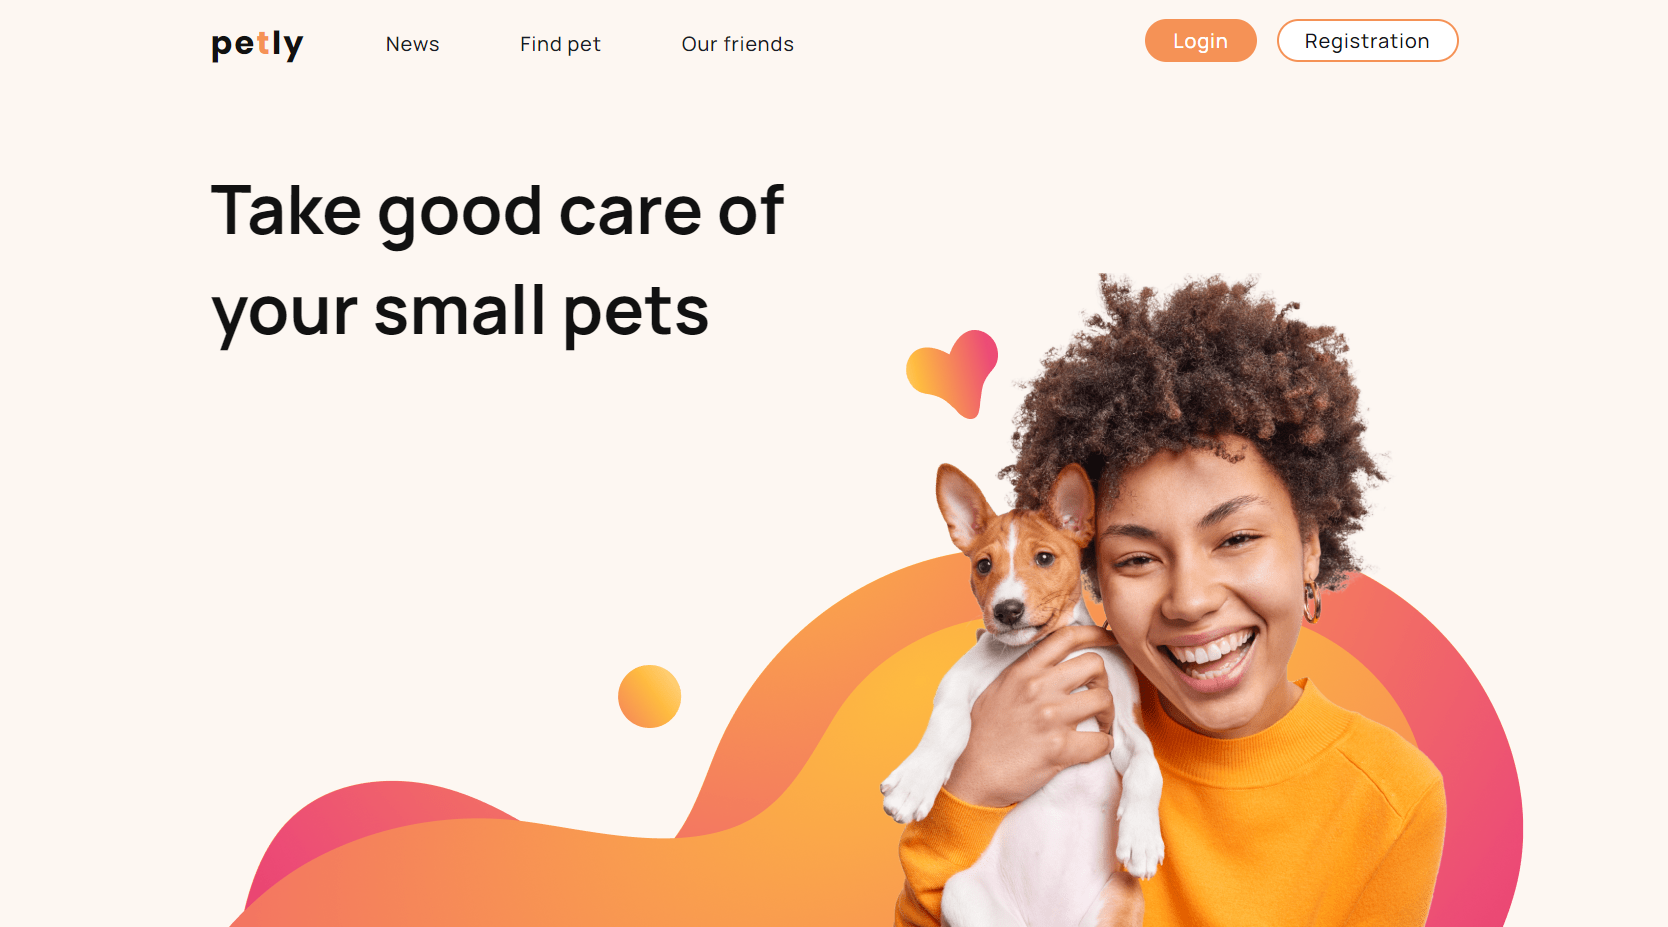 petly News Find pet Our friends Login Registration
Take good care of
your small pets